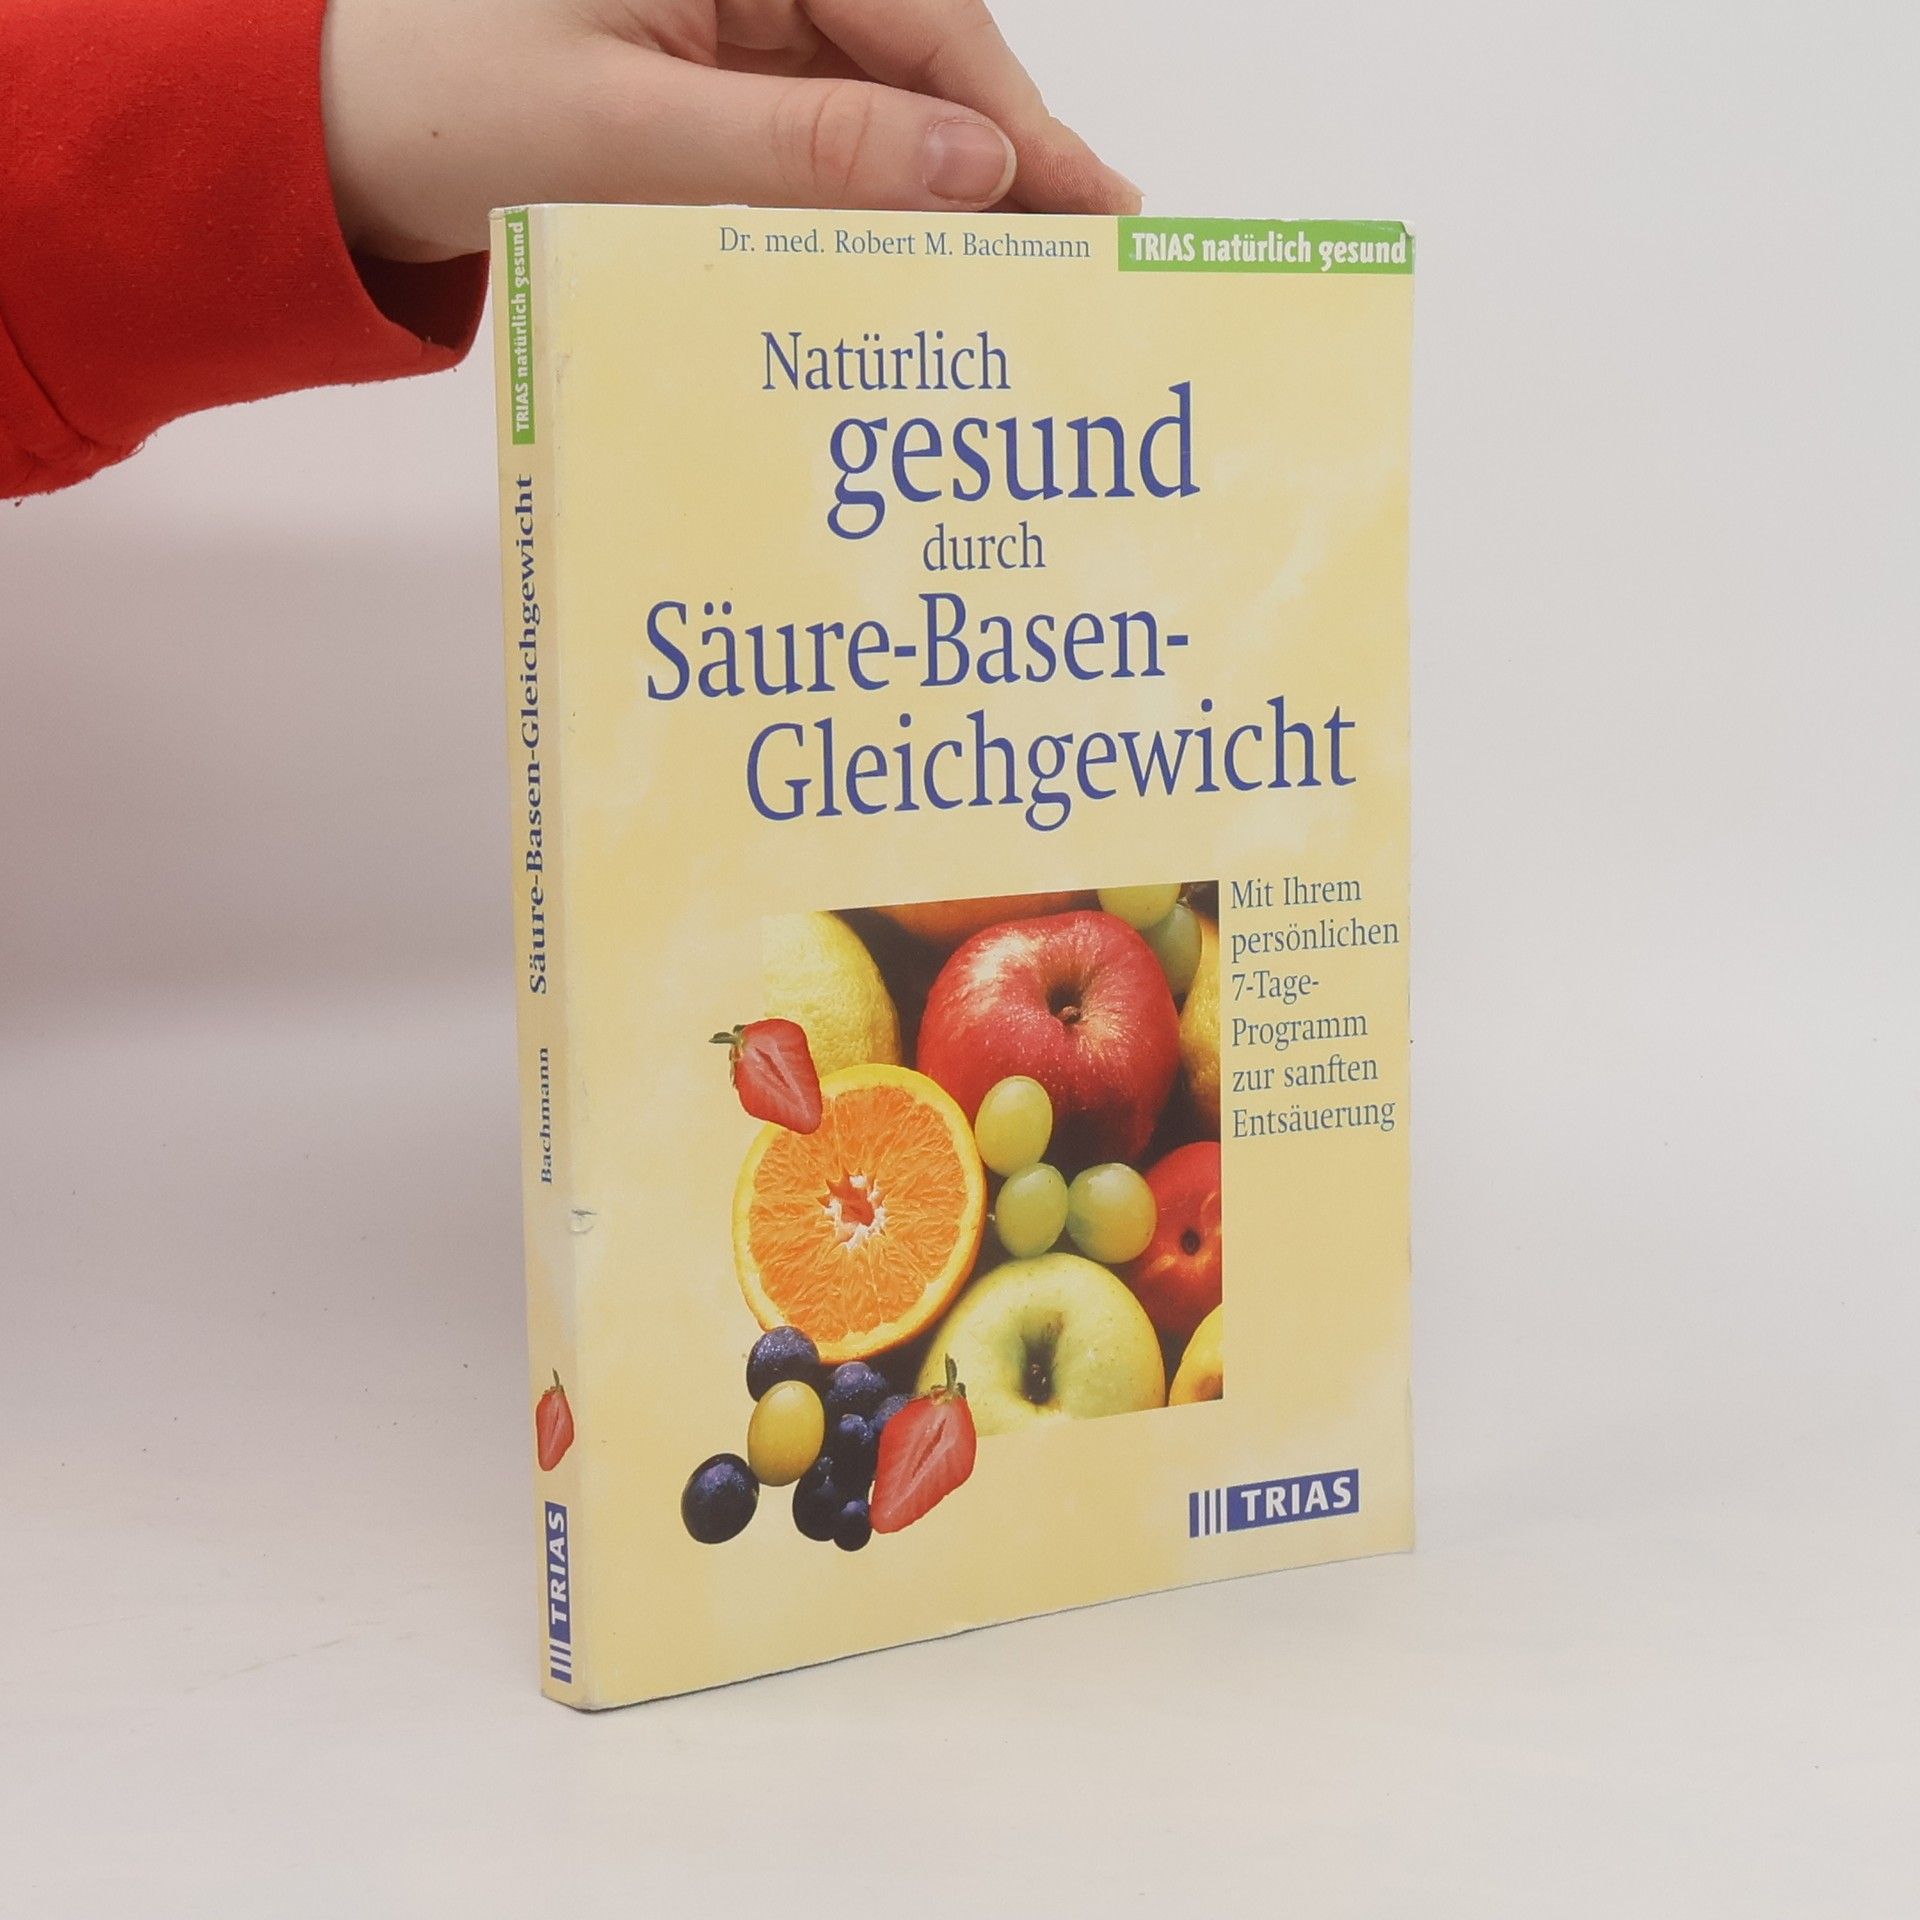 Dr. med. Robert M. Bachmann
TRIAS natürlich gesund
Natürlich
gesund
durch
Säure-Basen-
Gleichgewicht
Mit Ihrem
persönlichen
7-Tage-
Programm
zur sanften
Entsäuerung
TRIAS
TRIAS natürlich gesund
Säure-Basen-Gleichgewicht
Bachmann
TRIAS